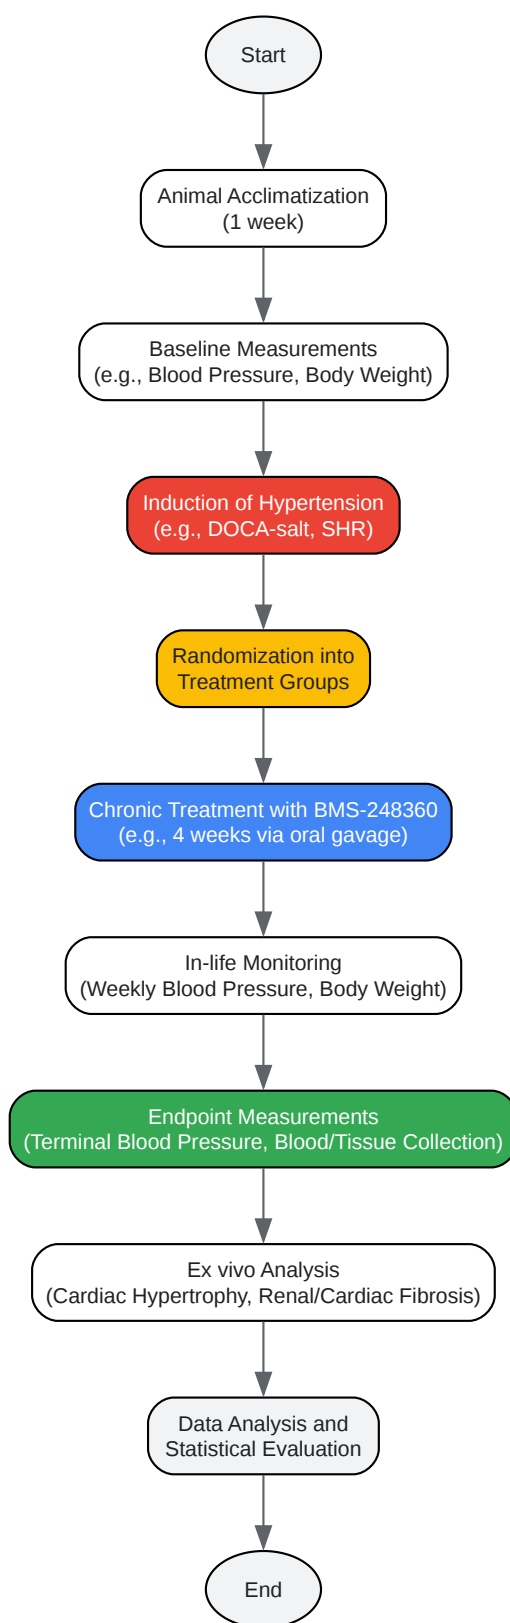 Start
Animal Acclimatization
(1 week)
Baseline Measurements
(e.g., Blood Pressure, Body Weight)
Induction of Hypertension
(e.g., DOCA-salt, SHR)
Randomization into
Treatment Groups
Chronic Treatment with BMS-248360
(e.g., 4 weeks via oral gavage)
In-life Monitoring
(Weekly Blood Pressure, Body Weight)
Endpoint Measurements
(Terminal Blood Pressure, Blood/Tissue Collection)
Ex vivo Analysis
(Cardiac Hypertrophy, Renal/Cardiac Fibrosis)
Data Analysis and
Statistical Evaluation
End